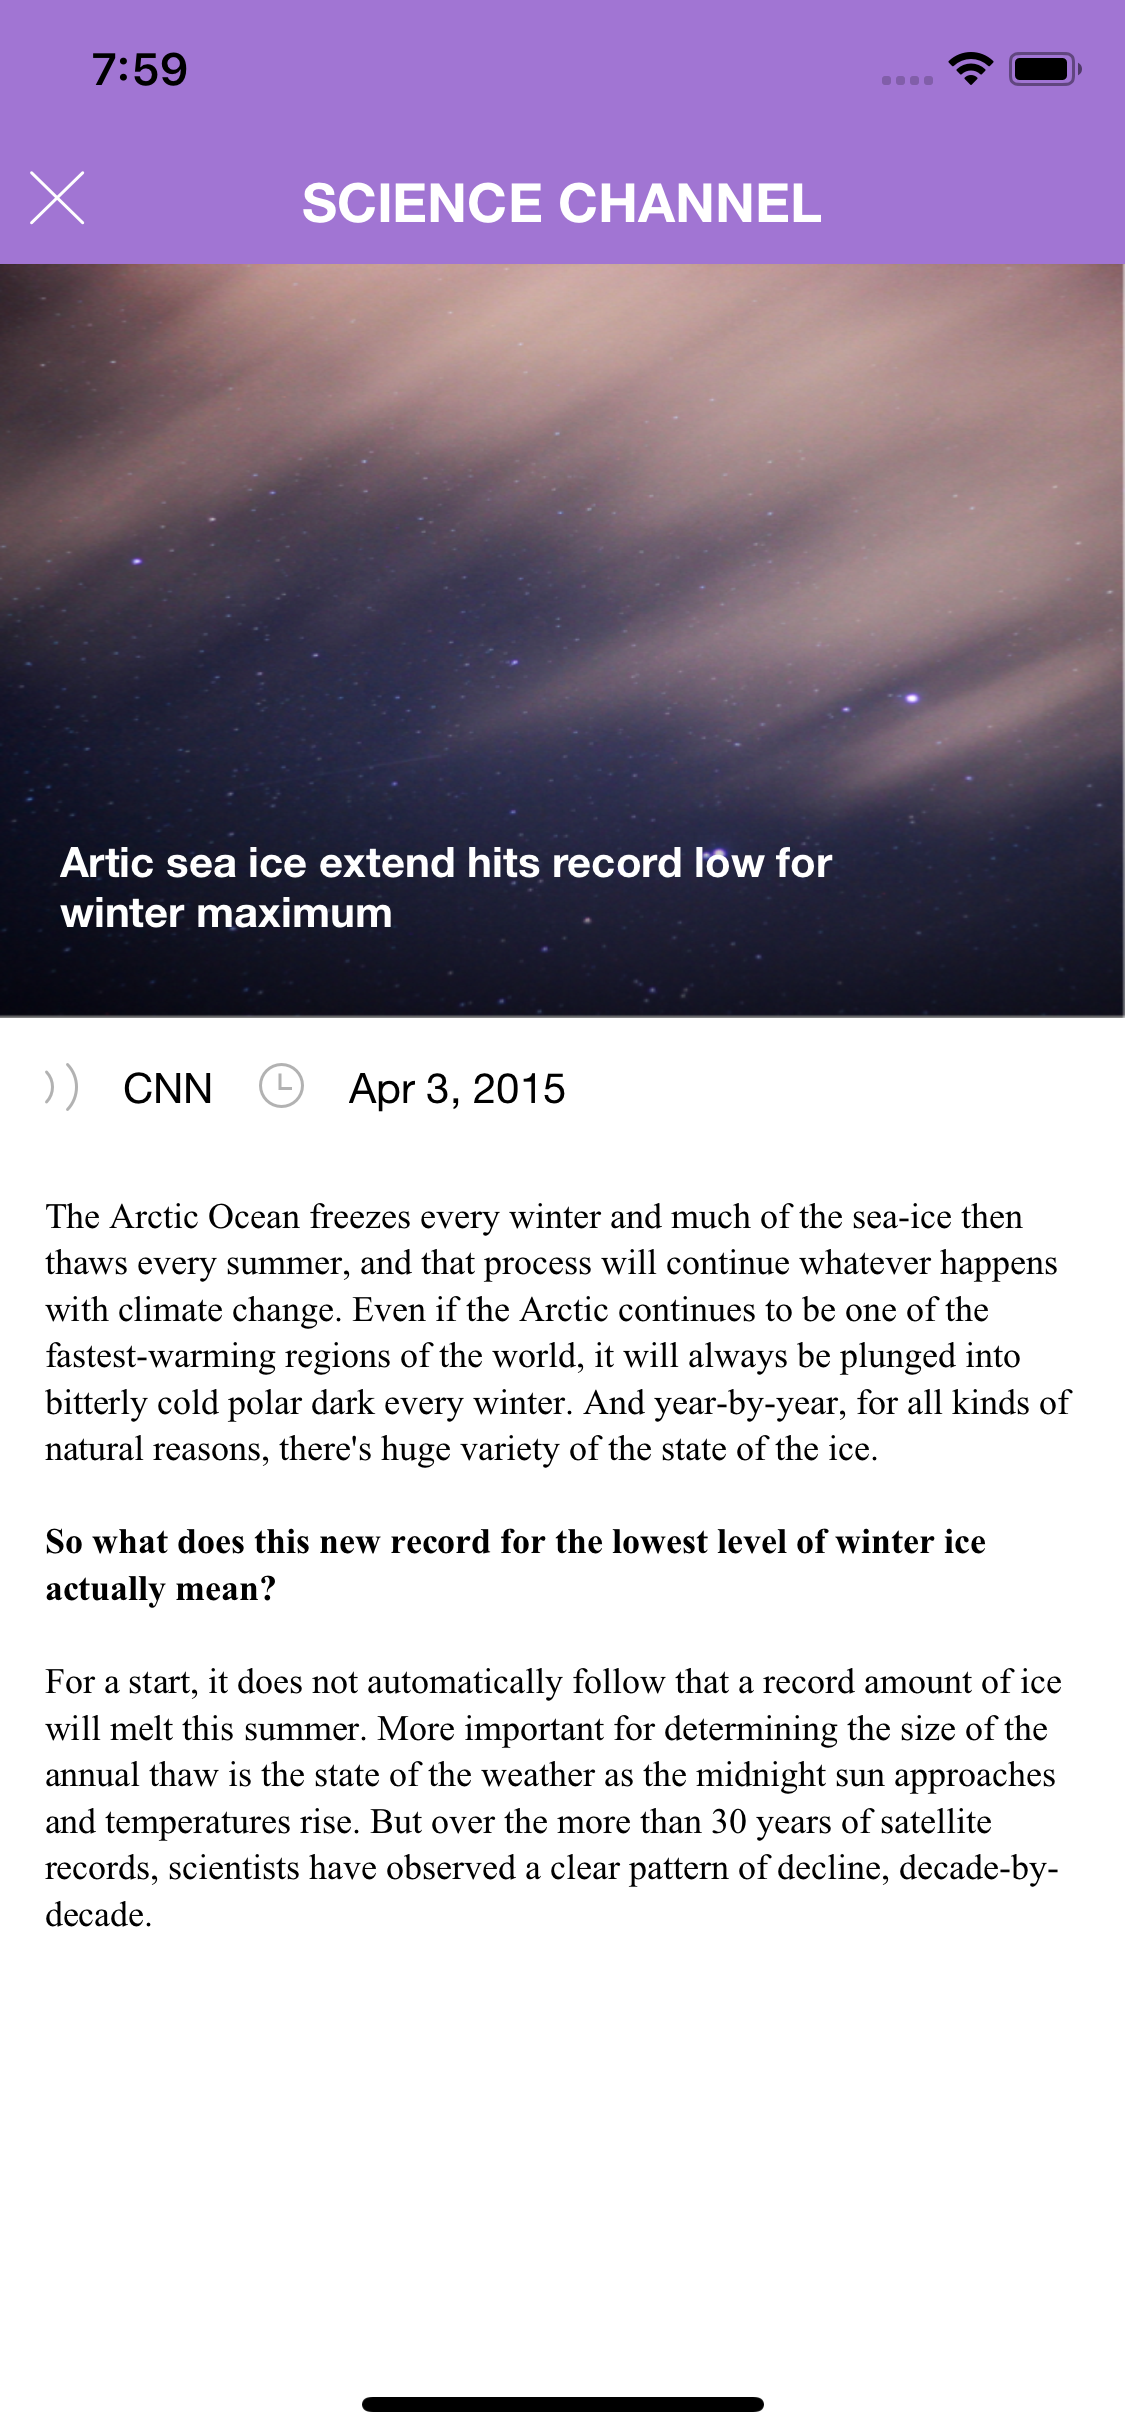 7:59
SCIENCE CHANNEL
Artic sea ice extend hits record low for
winter maximum
CNN
Apr 3, 2015
The Arctic Ocean freezes every winter and much of the sea-ice then
thaws every summer, and that process will continue whatever happens
with climate change. Even if the Arctic continues to be one of the
fastest-warming regions of the world, it will always be plunged into
bitterly cold polar dark every winter. And year-by-year, for all kinds of
natural reasons, there's huge variety of the state of the ice.
So what does this new record for the lowest level of winter ice
actually mean?
For a start, it does not automatically follow that a record amount of ice
will melt this summer. More important for determining the size of the
annual thaw is the state of the weather as the midnight sun approaches
and temperatures rise. But over the more than 30 years of satellite
records, scientists have observed a clear pattern of decline, decade-by-
decade.